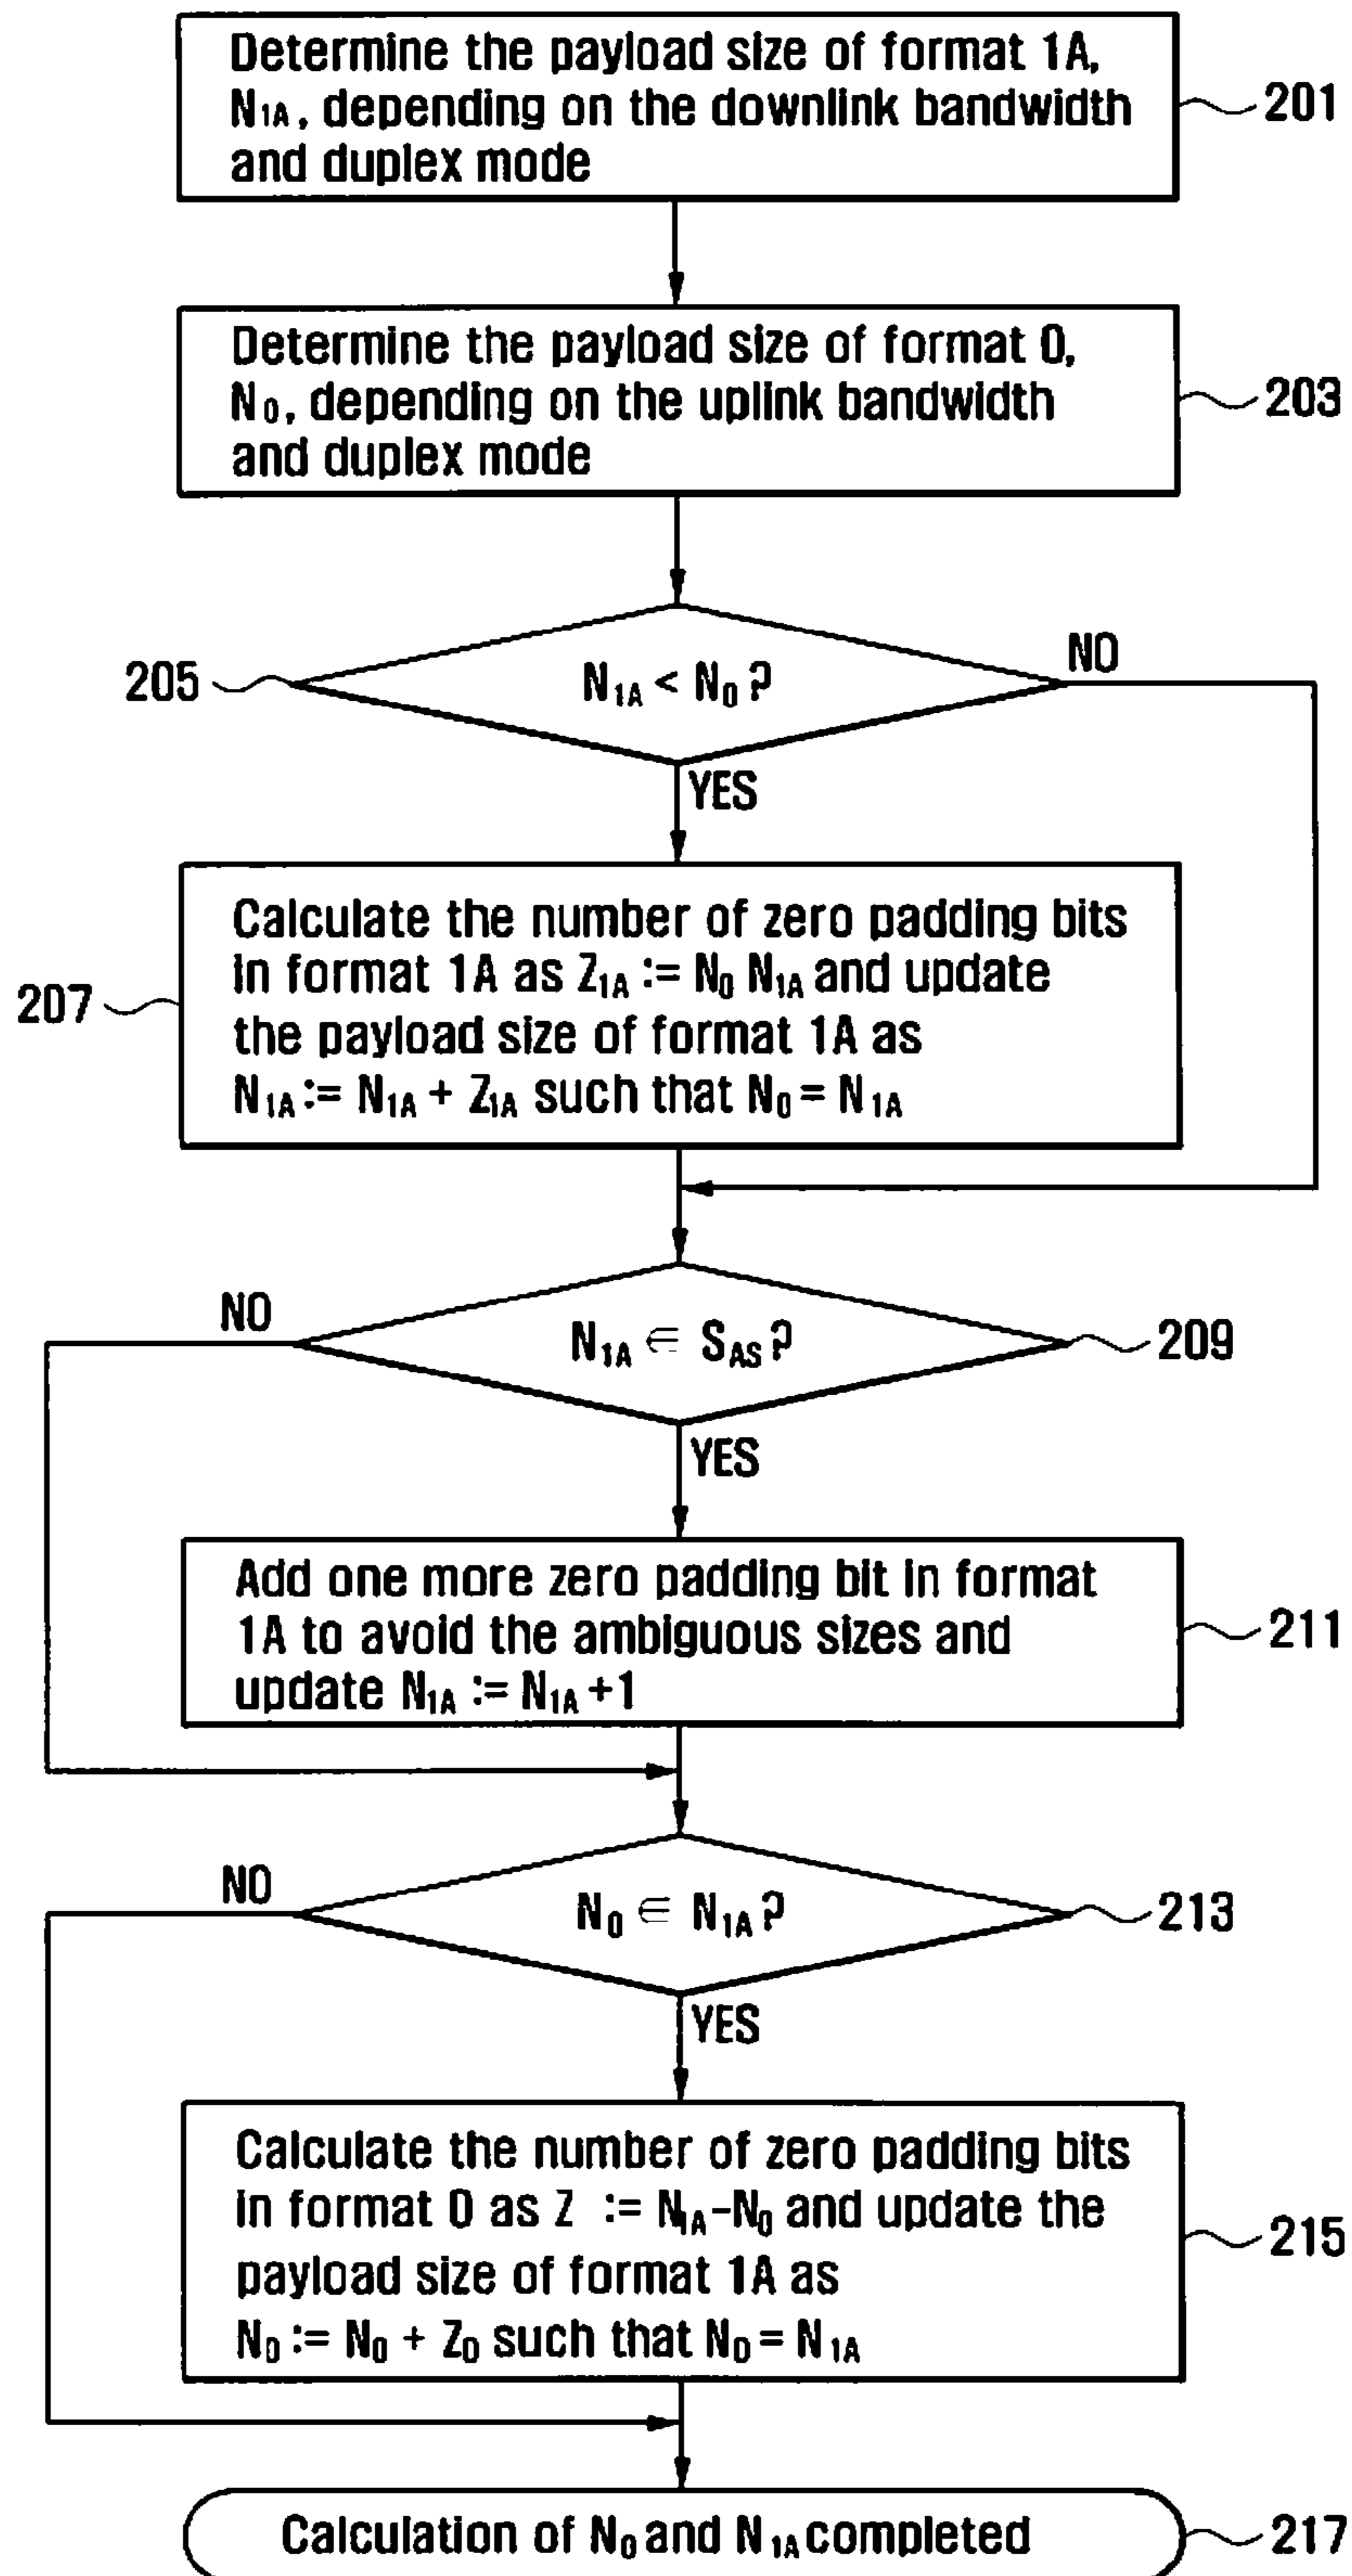 Determine the payload size of format 1A,
N1A, depending on the downlink bandwidth
and duplex mode
201
Determine the payload size of format 0,
N0, depending on the uplink bandwidth
and duplex mode
203
205
N1A < N0 ?
NO
YES
Calculate the number of zero padding bits
in format 1A as Z1A := N0 N1A and update
the payload size of format 1A as
N1A := N1A + Z1A such that N0 = N1A
207
NO
N1A ∈ SAS ?
209
YES
Add one more zero padding bit in format
1A to avoid the ambiguous sizes and
update N1A := N1A +1
211
NO
N0 ∈ N1A ?
213
YES
Calculate the number of zero padding bits
in format 0 as Z := N1A-N0 and update the
payload size of format 1A as
N0 := N0 + Z0 such that N0 = N1A
215
Calculation of N0 and N1A completed
217